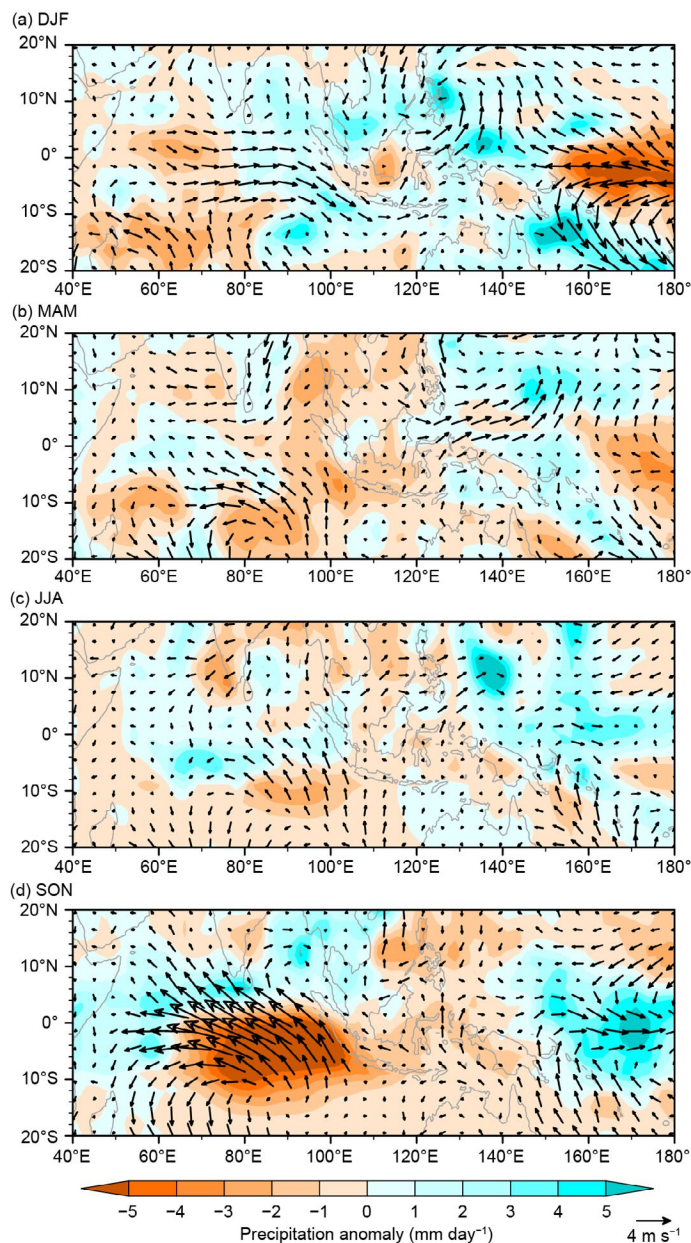 (a) DJF
20°N
10°N
0°
10°S
20°S
40°E 60°E 80°E 100°E 120°E 140°E 160°E 180°
(b) MAM
20°N
10°N
0°
10°S
20°S
40°E 60°E 80°E 100°E 120°E 140°E 160°E 180°
(c) JJA
20°N
10°N
0°
10°S
20°S
40°E 60°E 80°E 100°E 120°E 140°E 160°E 180°
(d) SON
20°N
10°N
0°
10°S
20°S
40°E 60°E 80°E 100°E 120°E 140°E 160°E 180°
−5 −4 −3 −2 −1 0 1 2 3 4 5
Precipitation anomaly (mm day⁻¹)
4 m s⁻¹